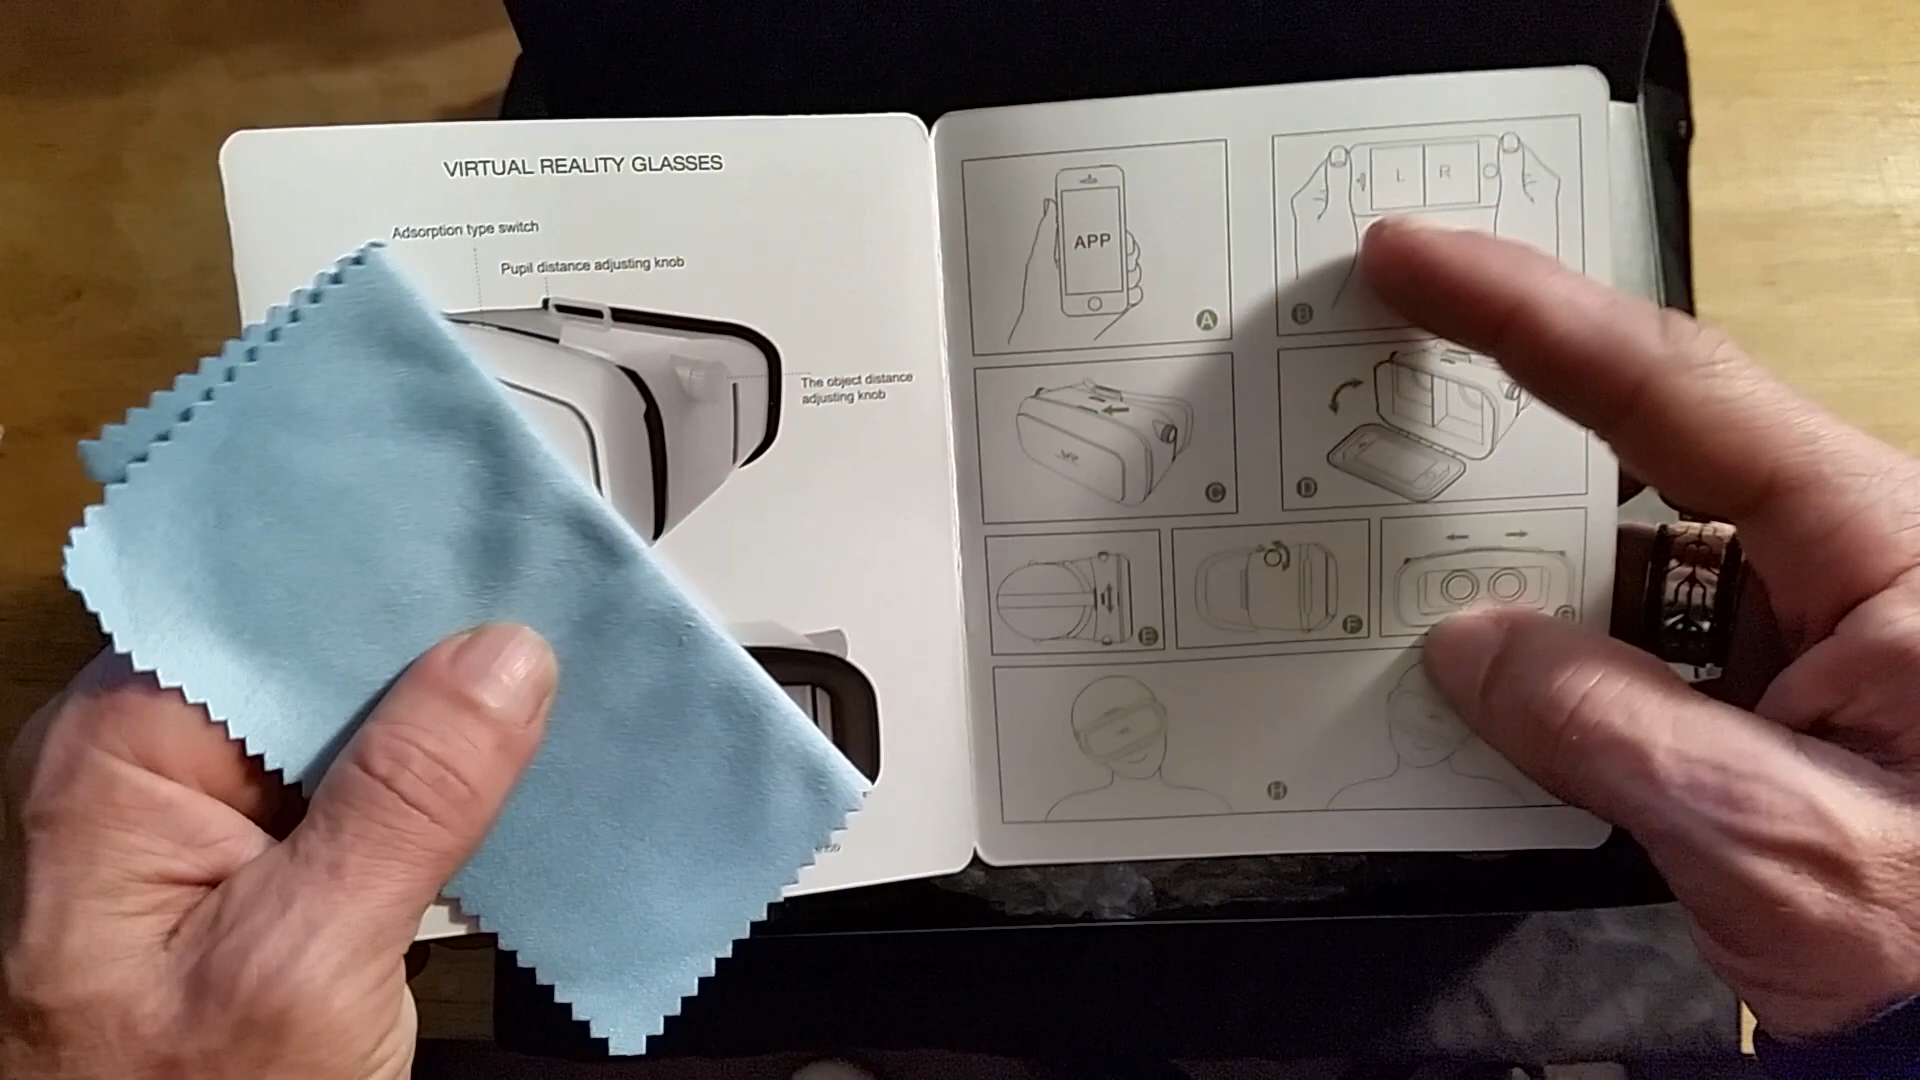 VIRTUAL REALITY GLASSES
Adsorption type switch
Pupil distance adjusting knob
The object distance
adjusting knob
APP
A
L R
B
C
D
E
F
G
H